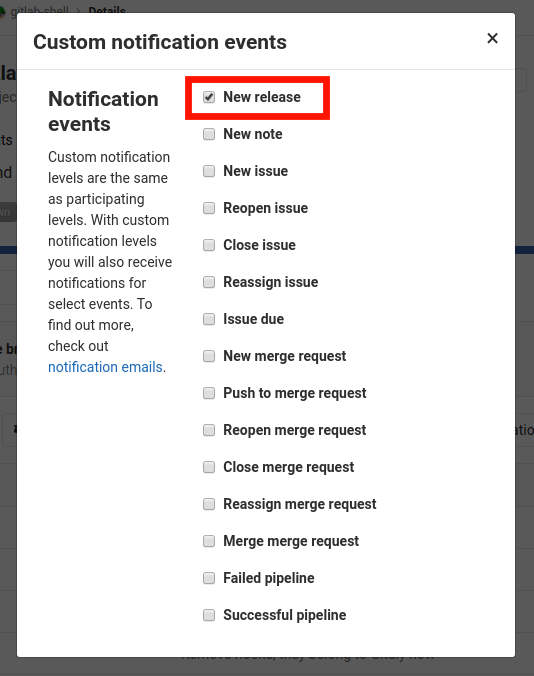 gitlab-shell > Details
Custom notification events
×
Notification
events
Custom notification
levels are the same
as participating
levels. With custom
notification levels
you will also receive
notifications for
select events. To
find out more,
check out
notification emails.
New release
New note
New issue
Reopen issue
Close issue
Reassign issue
Issue due
New merge request
Push to merge request
Reopen merge request
Close merge request
Reassign merge request
Merge merge request
Failed pipeline
Successful pipeline